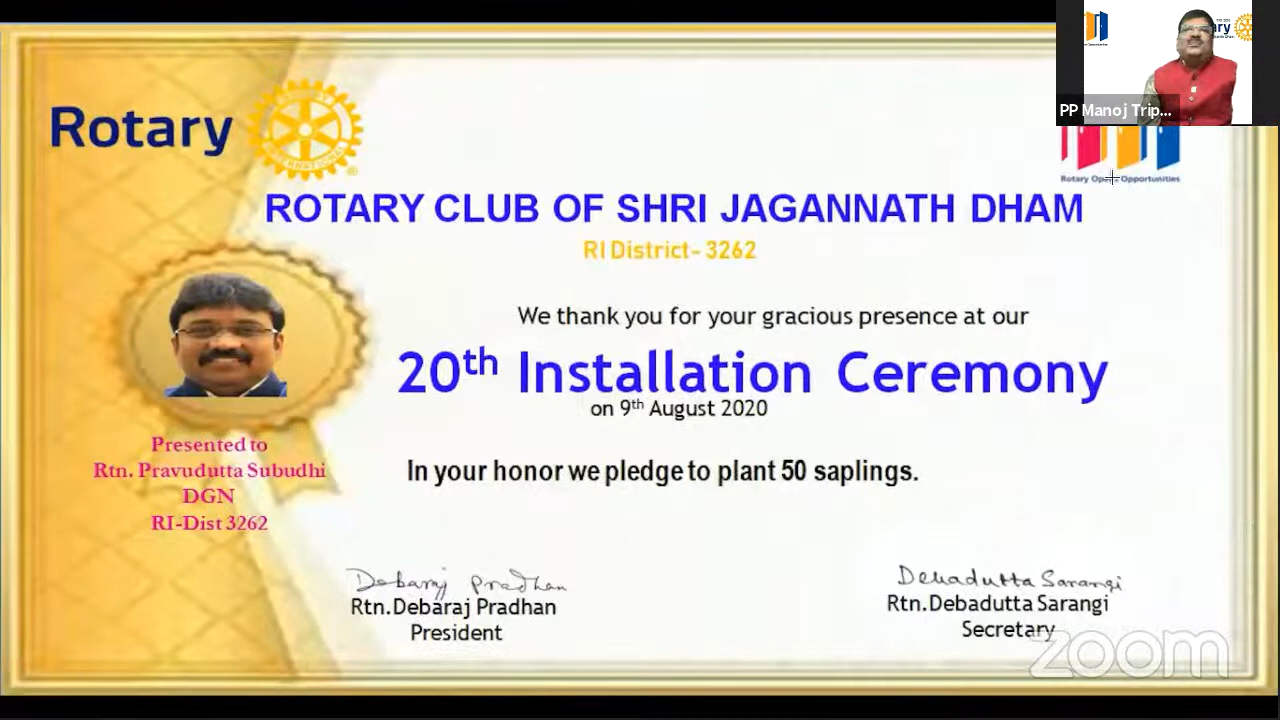 PP Manoj Trip...
Rotary
Rotary Opens Opportunities
ROTARY CLUB OF SHRI JAGANNATH DHAM
RI District- 3262
We thank you for your gracious presence at our
20th Installation Ceremony
on 9th August 2020
Presented to
Rtn. Pravudutta Subudhi
DGN
RI-Dist 3262
In your honor we pledge to plant 50 saplings.
Debaraj Pradhan
Rtn.Debaraj Pradhan
President
Debadutta Sarangi
Rtn.Debadutta Sarangi
Secretary
zoom